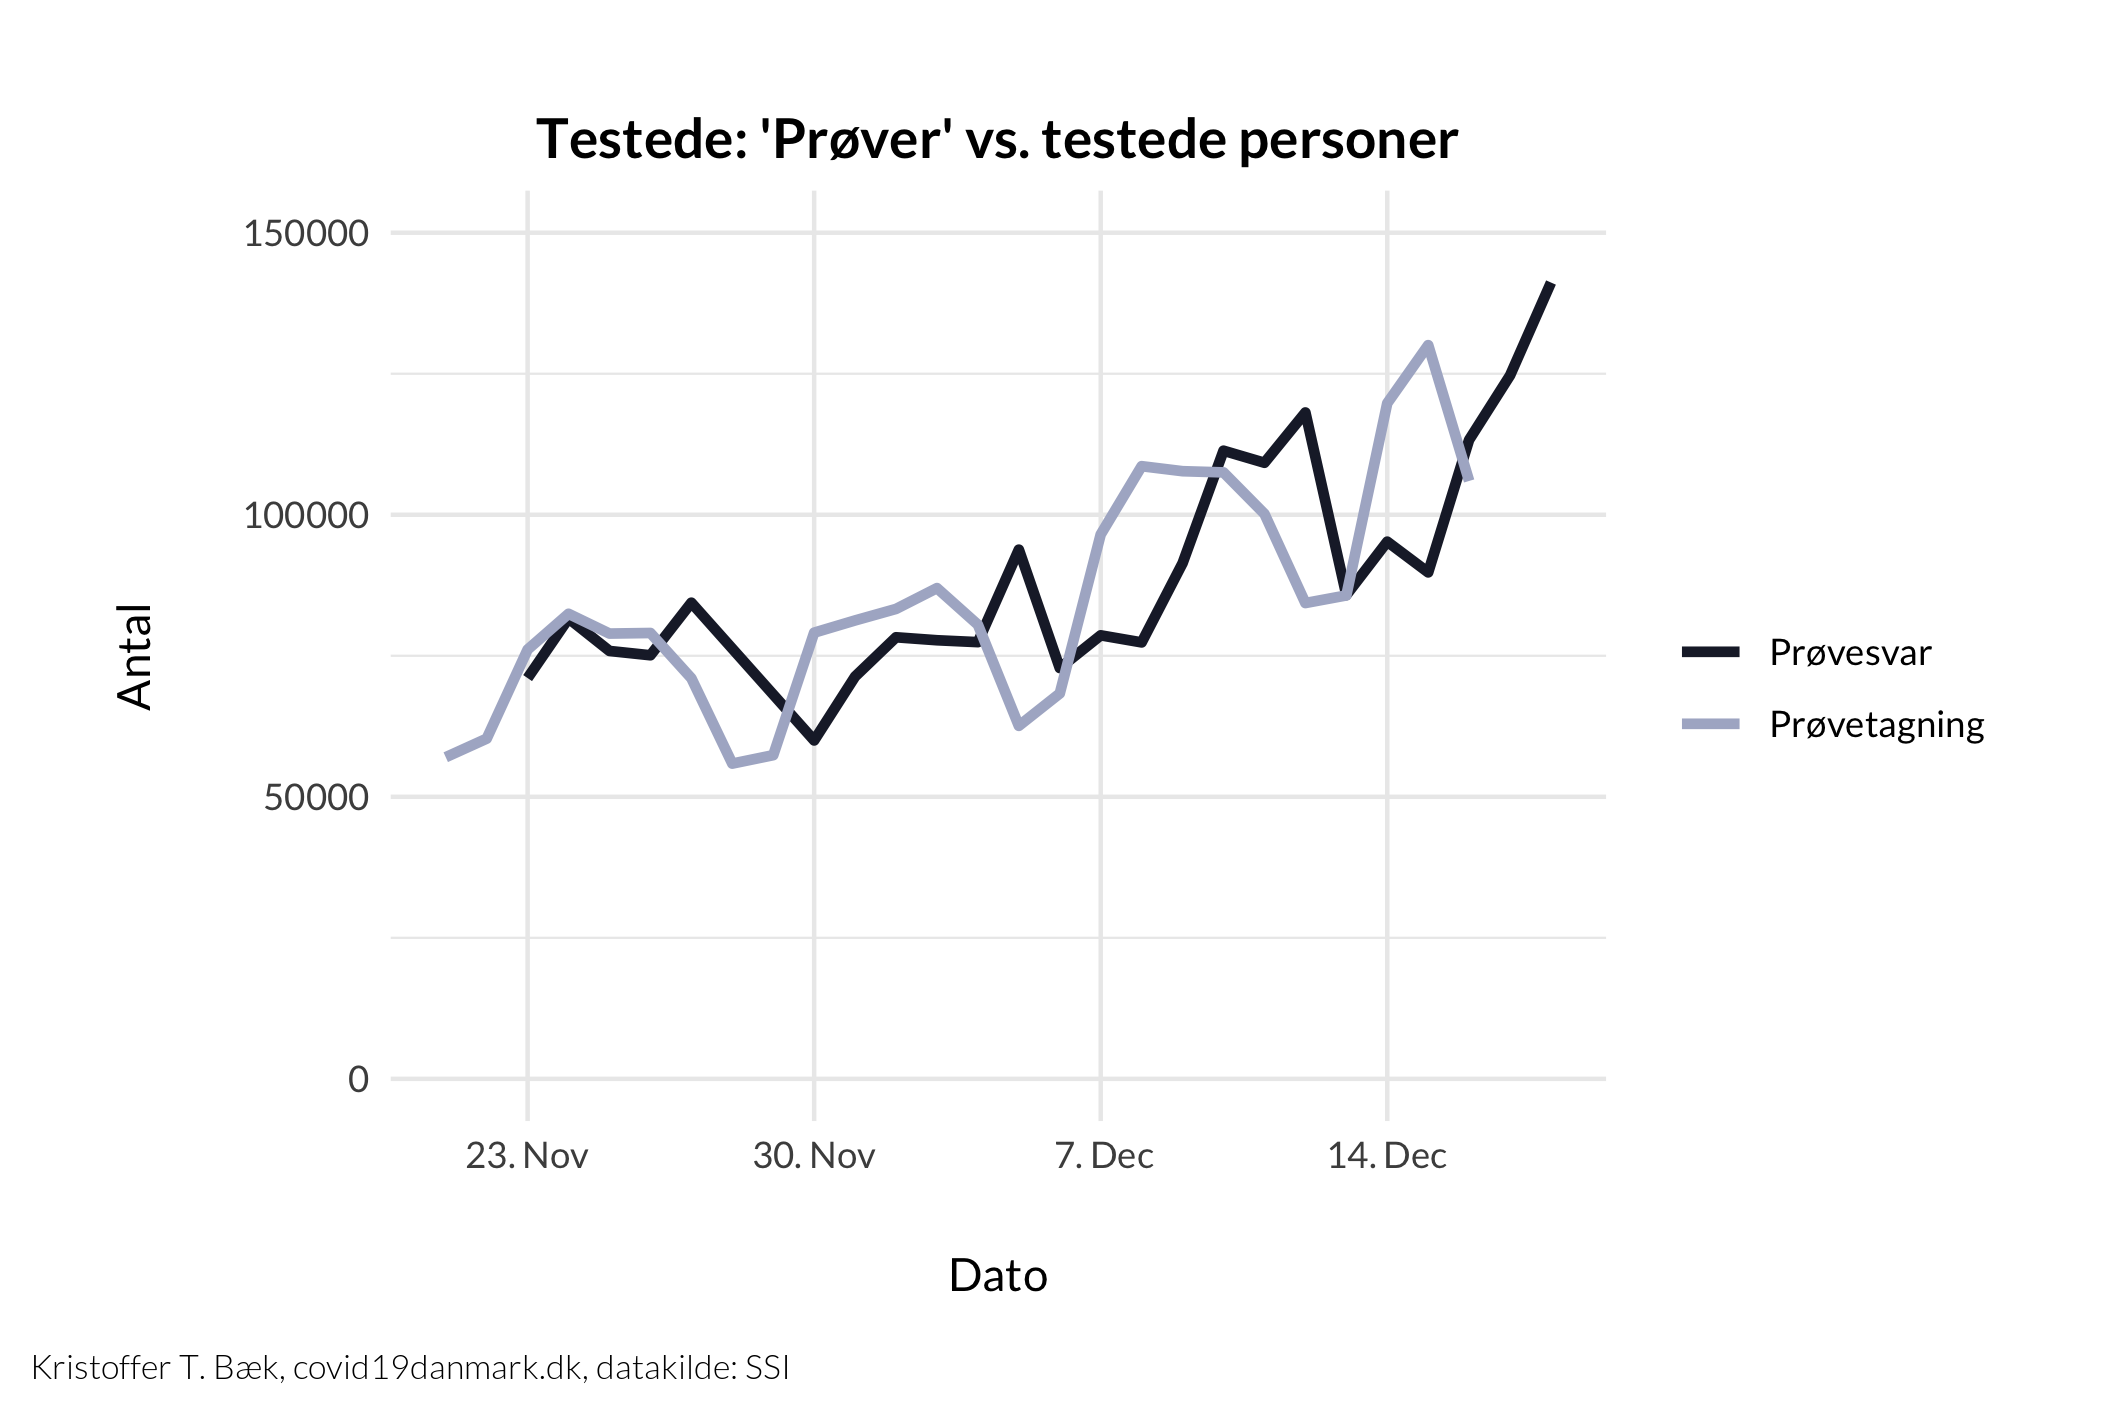 Testede: 'Prøver' vs. testede personer
150000
100000
50000
0
Antal
23. Nov
30. Nov
7. Dec
14. Dec
Dato
Prøvesvar
Prøvetagning
Kristoffer T. Bæk, covid19danmark.dk, datakilde: SSI